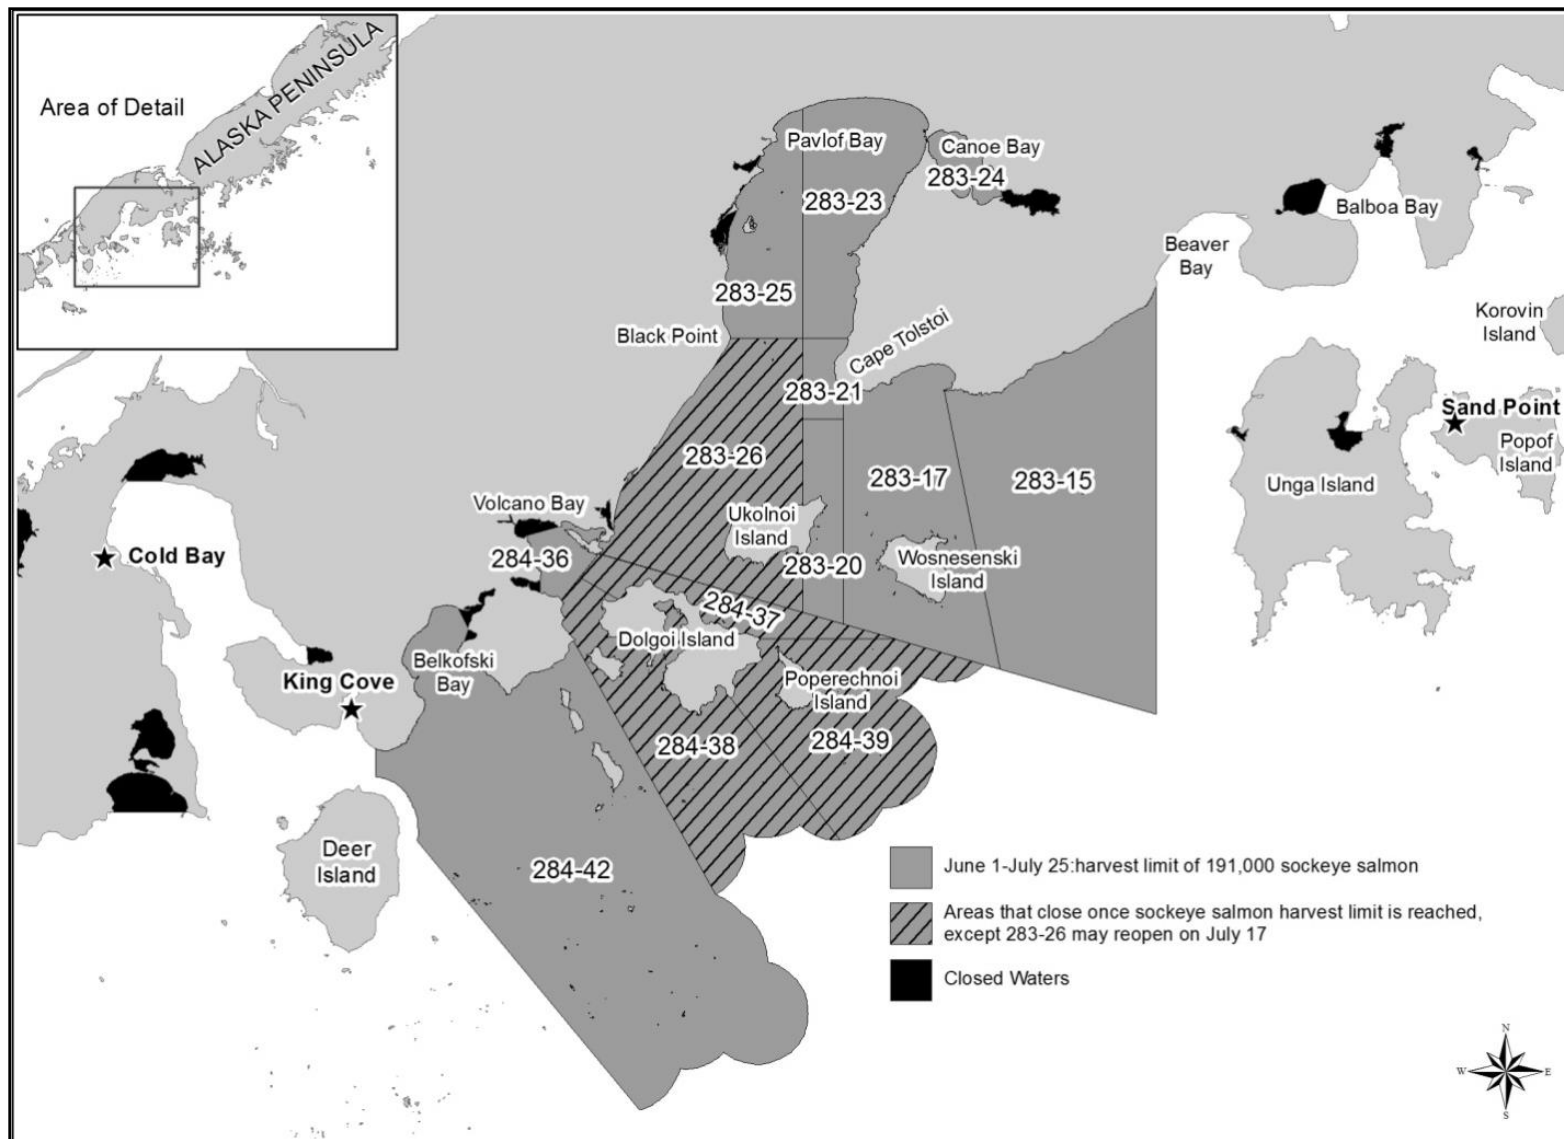 Area of Detail
ALASKA PENINSULA
Pavlof Bay
Canoe Bay
283-24
283-23
Balboa Bay
Beaver
Bay
283-25
Korovin
Island
Black Point
Cape Tolstoi
283-21
Sand Point
Popof
Island
283-26
283-17
283-15
Unga Island
Volcano Bay
Ukolnoi
Island
284-36
283-20
Wosnesenski
Island
Cold Bay
284-37
Dolgoi Island
Belkofski
Bay
King Cove
Poperechnoi
Island
284-38
284-39
Deer
Island
284-42
June 1-July 25:harvest limit of 191,000 sockeye salmon
Areas that close once sockeye salmon harvest limit is reached,
except 283-26 may reopen on July 17
Closed Waters
N
W
E
S